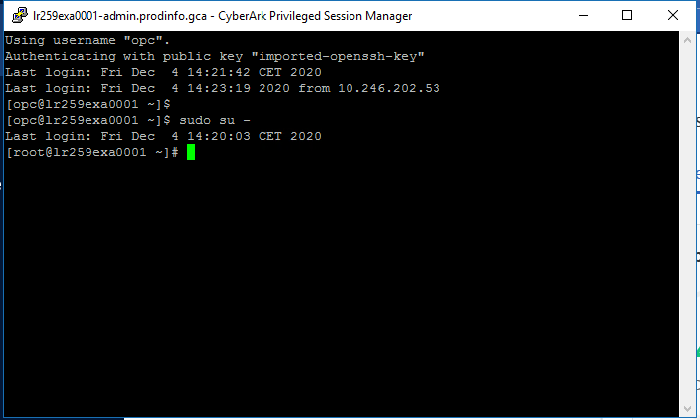 lr259exa0001-admin.prodinfo.gca - CyberArk Privileged Session Manager
Using username "opc".
Authenticating with public key "imported-openssh-key"
Last login: Fri Dec  4 14:21:42 CET 2020
Last login: Fri Dec  4 14:23:19 2020 from 10.246.202.53
[opc@lr259exa0001 ~]$
[opc@lr259exa0001 ~]$ sudo su -
Last login: Fri Dec  4 14:20:03 CET 2020
[root@lr259exa0001 ~]#